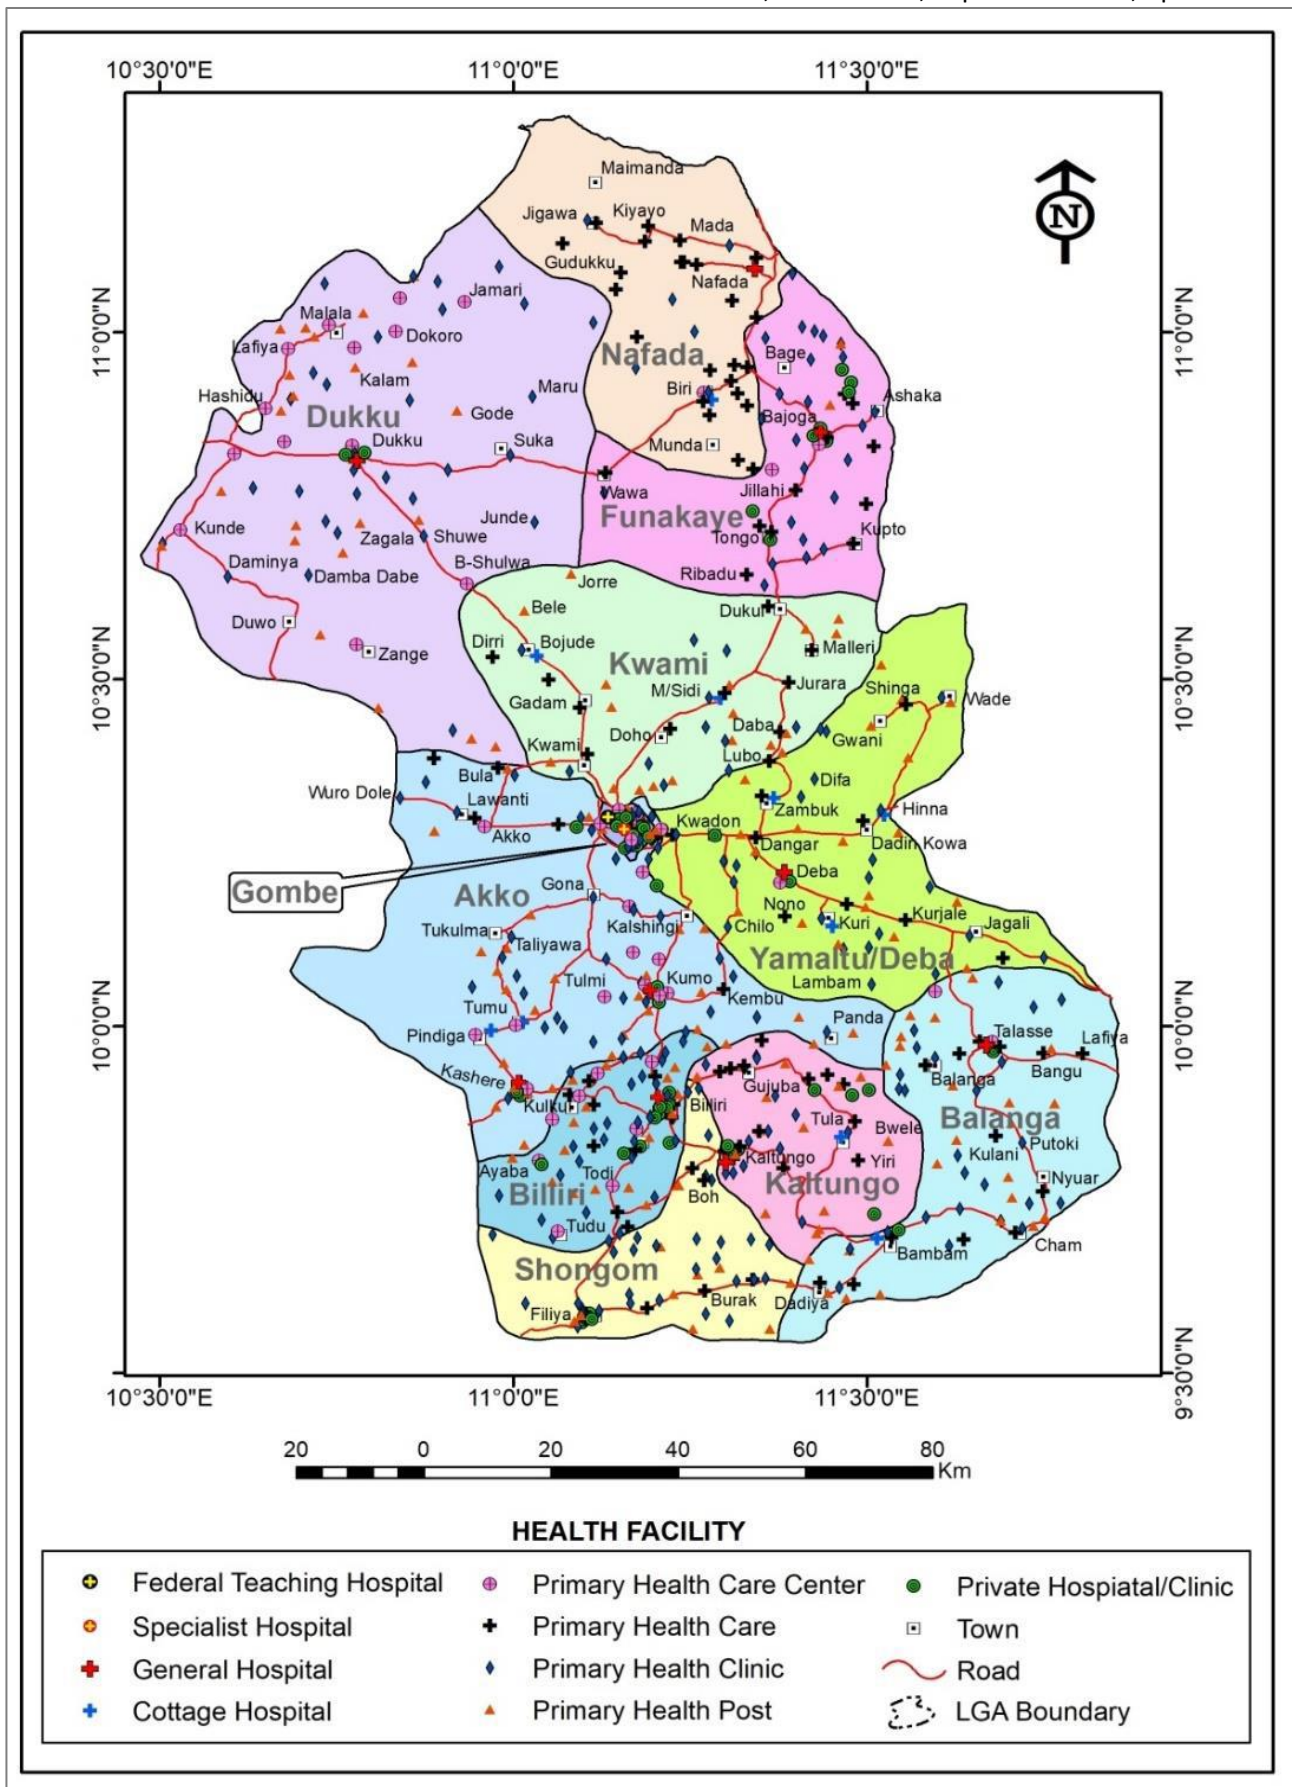 10°30'0"E 11°0'0"E 11°30'0"E
N
11°0'0"N 11°0'0"N
10°30'0"N 10°30'0"N
10°0'0"N 10°0'0"N
9°30'0"N
Maimanda
Jigawa Kiyayo Mada
Gudukku Nafada
Nafada
Biri
Munda
Jamari
Malala
Dokoro
Lafiya
Kalam
Hashidu
Maru
Gode
Dukku
Dukku
Suka
Kunde
Junde
Zagala Shuwe
Daminya
Damba Dabe
B-Shulwa
Duwo
Zange
Bage
Ashaka
Bajoga
Wawa
Jillahi
Funakaye
Tongo Kupto
Ribadu
Jorre
Bele
Dukul
Dirri Bojude
Malleri
Kwami
M/Sidi Jurara
Gadam
Doho Daba
Kwami
Lubo
Shinga Wade
Gwani
Difa
Zambuk Hinna
Kwadon
Dangar Dadin Kowa
Deba
Nono
Kuri Kurjale
Jagali
Chilo
Yamaltu/Deba
Lambam
Bula
Wuro Dole
Lawanti
Akko
Gombe
Akko
Gona
Tukulma Kalshingi
Taliyawa
Tulmi Kumo
Kembu
Tumu
Panda
Pindiga
Kashere
Kulkul
Billiri
Ayaba
Todi
Billiri
Tudu
Gujuba
Tula
Bwele
Kaltungo Yiri
Kaltungo
Boh
Talasse Lafiya
Balanga Bangu
Balanga
Putoki
Kulani
Nyuar
Bambam Cham
Dadiya
Shongom
Burak
Filiya
10°30'0"E 11°0'0"E 11°30'0"E
20 0 20 40 60 80
Km
HEALTH FACILITY
Federal Teaching Hospital Primary Health Care Center Private Hospiatal/Clinic
Specialist Hospital Primary Health Care Town
General Hospital Primary Health Clinic Road
Cottage Hospital Primary Health Post LGA Boundary